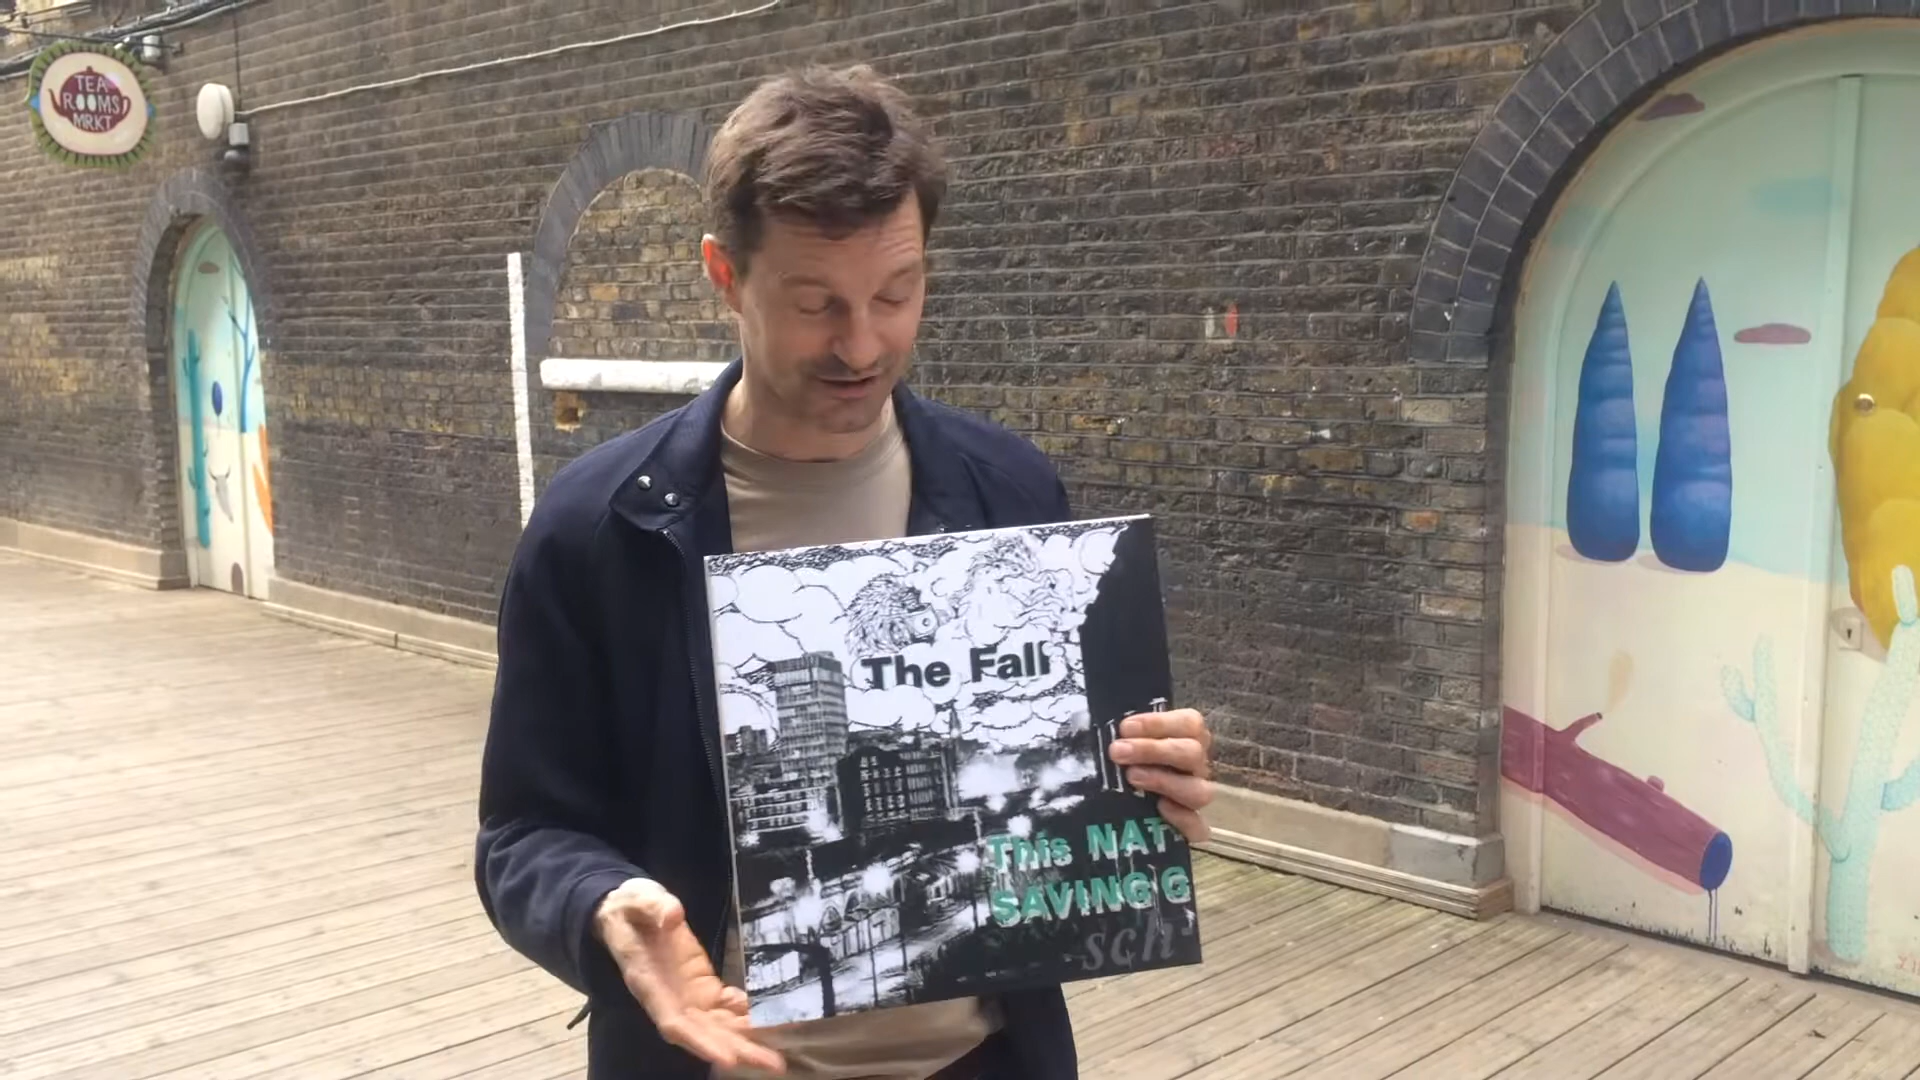 TEA
ROOMS
MRKT
The Fall
This NAT
SAVING G
sch